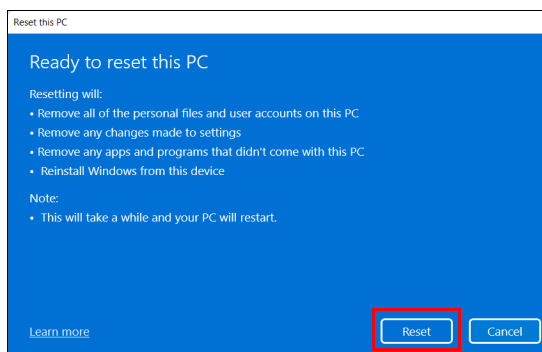 Reset this PC
Ready to reset this PC
Resetting will:
• Remove all of the personal files and user accounts on this PC
• Remove any changes made to settings
• Remove any apps and programs that didn't come with this PC
• Reinstall Windows from this device
Note:
• This will take a while and your PC will restart.
Learn more
Reset
Cancel